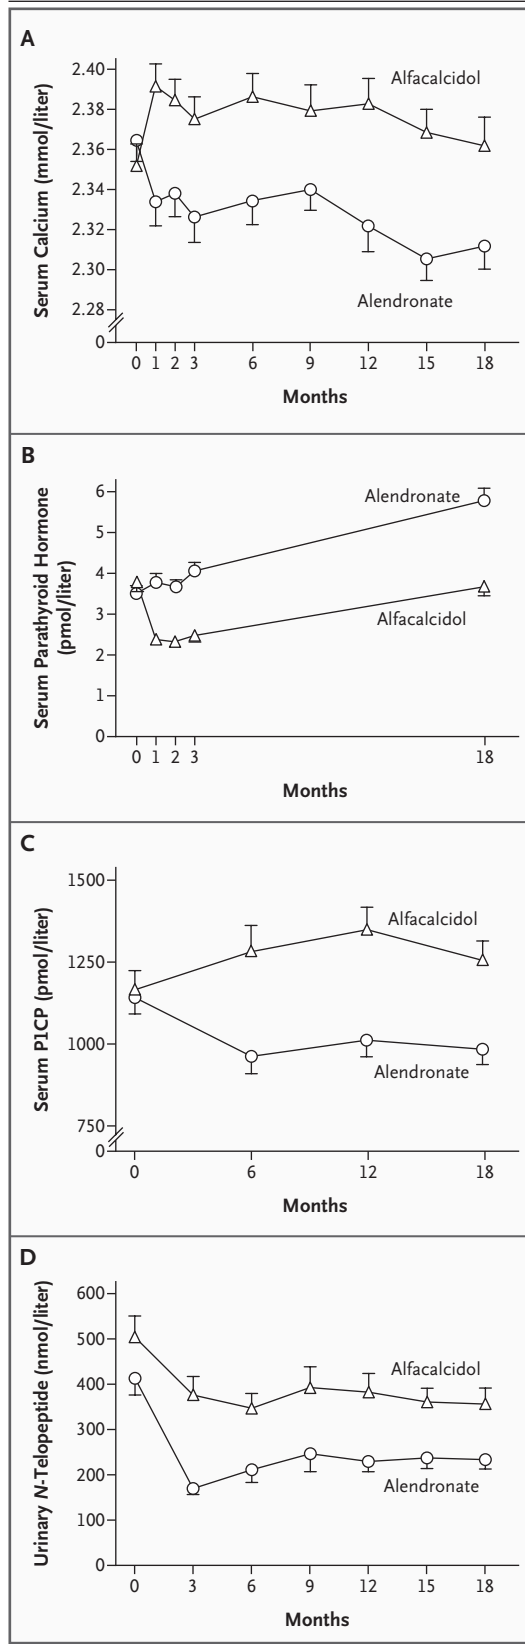 A
Serum Calcium (mmol/liter)
2.40
2.38
2.36
2.34
2.32
2.30
2.28
0
Alfacalcidol
Alendronate
0 1 2 3 6 9 12 15 18
Months
B
Serum Parathyroid Hormone
(pmol/liter)
6
5
4
3
2
1
0
Alendronate
Alfacalcidol
0 1 2 3 18
Months
C
Serum P1CP (pmol/liter)
1500
1250
1000
750
0
Alfacalcidol
Alendronate
0 6 12 18
Months
D
Urinary N-Telopeptide (nmol/liter)
600
500
400
300
200
100
0
Alfacalcidol
Alendronate
0 3 6 9 12 15 18
Months